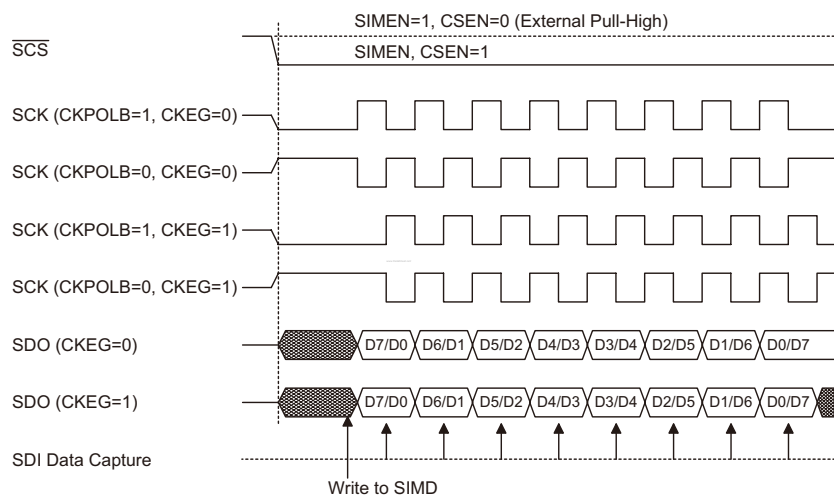 SIMEN=1, CSEN=0 (External Pull-High)
SCS
SIMEN, CSEN=1
SCK (CKPOLB=1, CKEG=0)
SCK (CKPOLB=0, CKEG=0)
SCK (CKPOLB=1, CKEG=1)
SCK (CKPOLB=0, CKEG=1)
SDO (CKEG=0) D7/D0 D6/D1 D5/D2 D4/D3 D3/D4 D2/D5 D1/D6 D0/D7
SDO (CKEG=1) D7/D0 D6/D1 D5/D2 D4/D3 D3/D4 D2/D5 D1/D6 D0/D7
SDI Data Capture
Write to SIMD